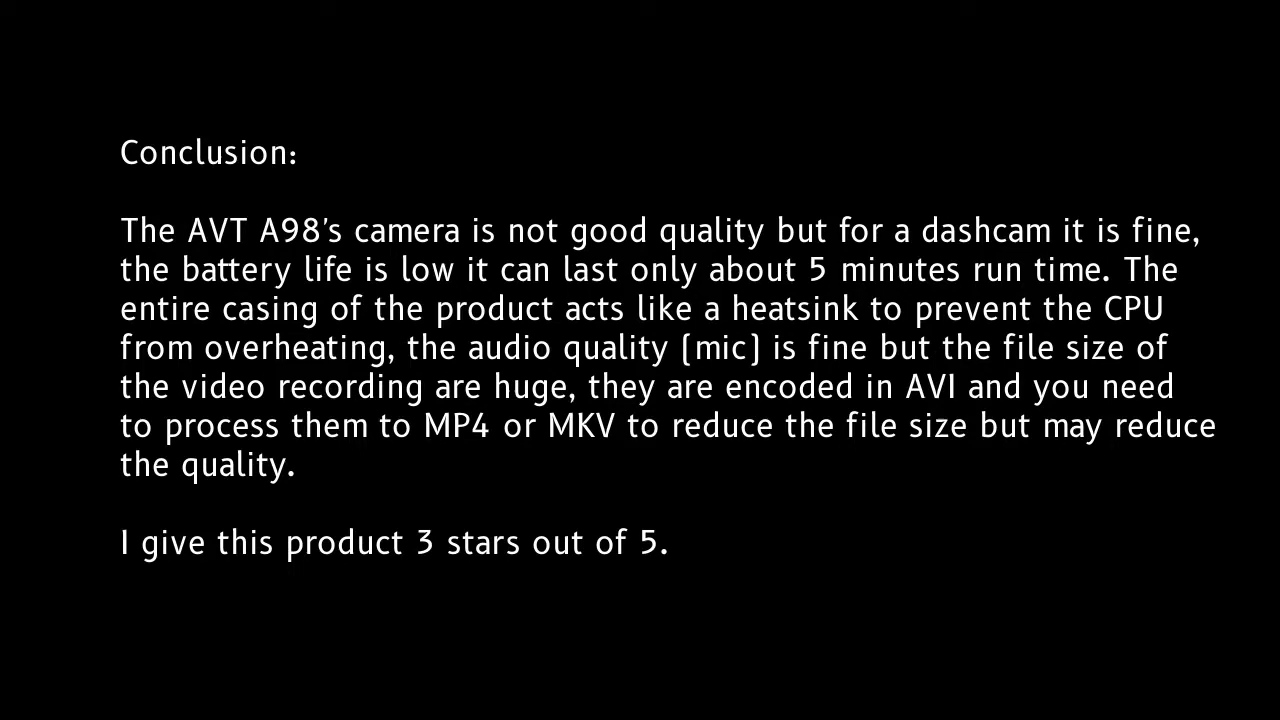 Conclusion:
The AVT A98's camera is not good quality but for a dashcam it is fine,
the battery life is low it can last only about 5 minutes run time. The
entire casing of the product acts like a heatsink to prevent the CPU
from overheating, the audio quality (mic) is fine but the file size of
the video recording are huge, they are encoded in AVI and you need
to process them to MP4 or MKV to reduce the file size but may reduce
the quality.
I give this product 3 stars out of 5.